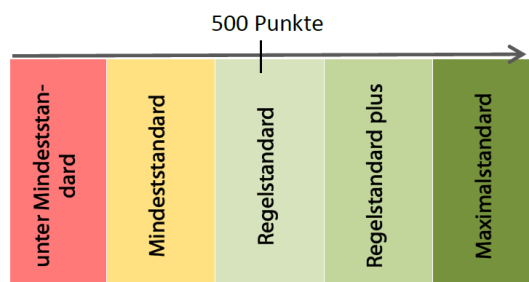 500 Punkte
unter Mindeststan-
dard
Mindeststandard
Regelstandard
Regelstandard plus
Maximalstandard